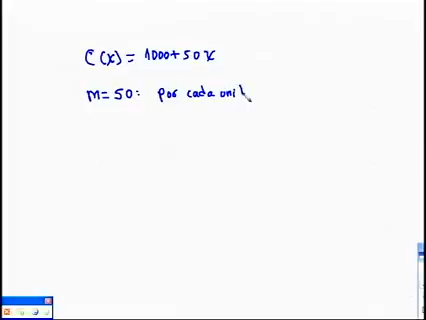 C(x) = 1000 + 50x
m = 50: por cada uni